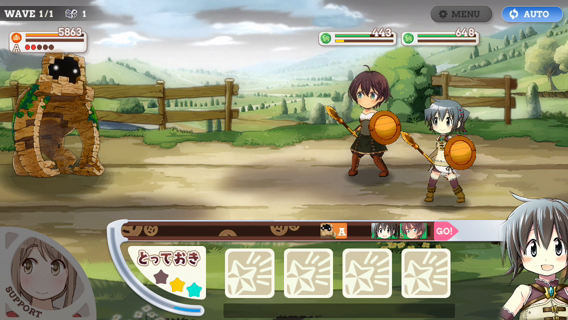 WAVE 1/1 1
MENU
AUTO
5863
A
443
648
A
GO!
とっておき
SUPPORT